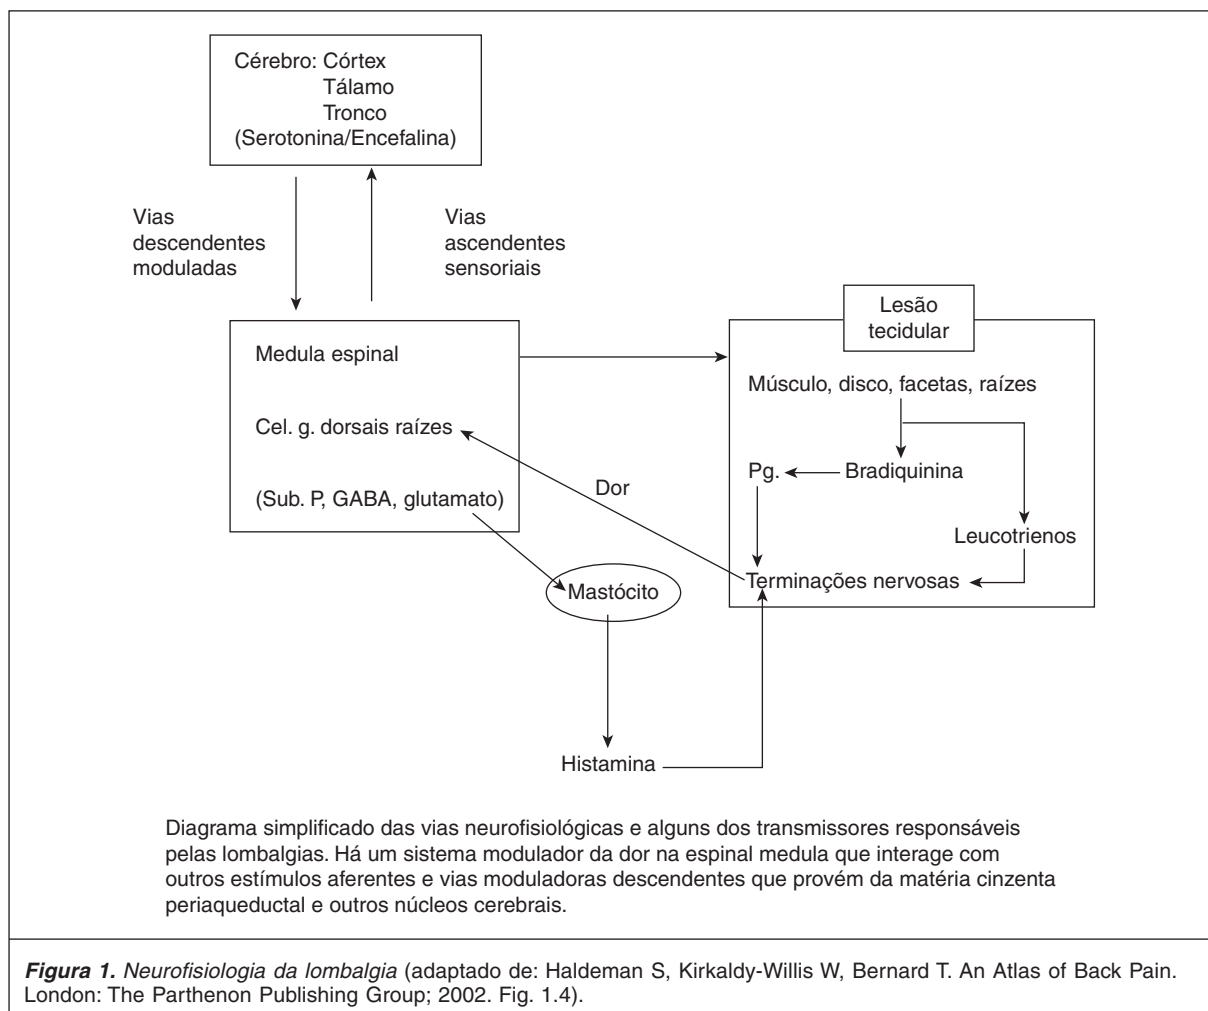 Cérebro: Córtex
Tálamo
Tronco
(Serotonina/Encefalina)
Vias
descendentes
moduladas
Vias
ascendentes
sensoriais
Medula espinal
Cel. g. dorsais raízes
(Sub. P, GABA, glutamato)
Lesão
tecidular
Músculo, disco, facetas, raízes
Pg.
Bradiquinina
Leucotrienos
Terminações nervosas
Dor
Mastócito
Histamina
Diagrama simplificado das vias neurofisiológicas e alguns dos transmissores responsáveis
pelas lombalgias. Há um sistema modulador da dor na espinal medula que interage com
outros estímulos aferentes e vias moduladoras descendentes que provém da matéria cinzenta
periaqueductal e outros núcleos cerebrais.
Figura 1. Neurofisiologia da lombalgia (adaptado de: Haldeman S, Kirkaldy-Willis W, Bernard T. An Atlas of Back Pain.
London: The Parthenon Publishing Group; 2002. Fig. 1.4).